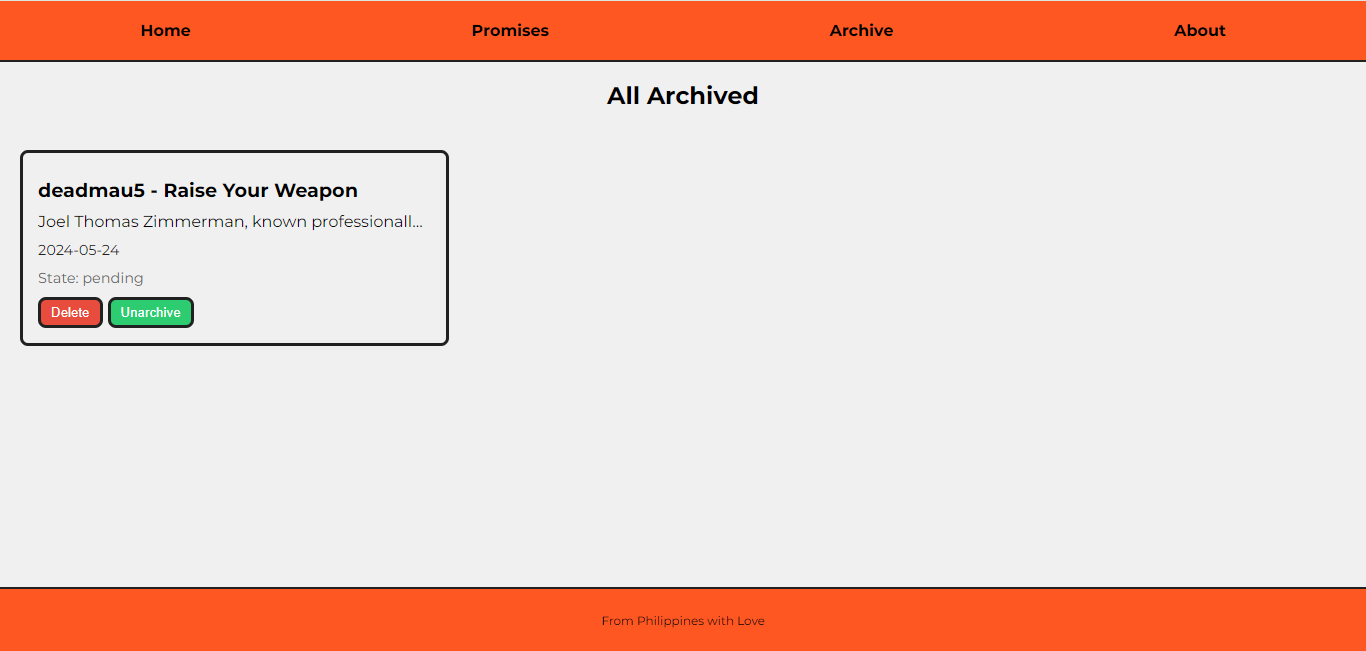 Home Promises Archive About
All Archived
deadmau5 - Raise Your Weapon
Joel Thomas Zimmerman, known professionall...
2024-05-24
State: pending
Delete Unarchive
From Philippines with Love